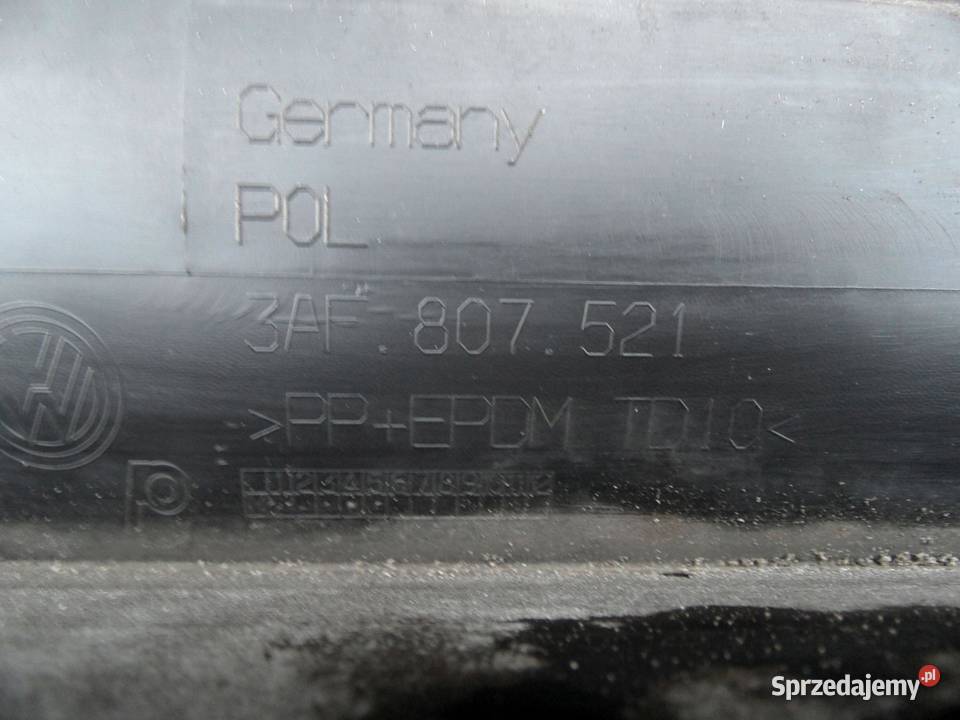 Germany
POL
3AF.807.521
>PP+EPDM TD10<
Sprzedajemy.pl